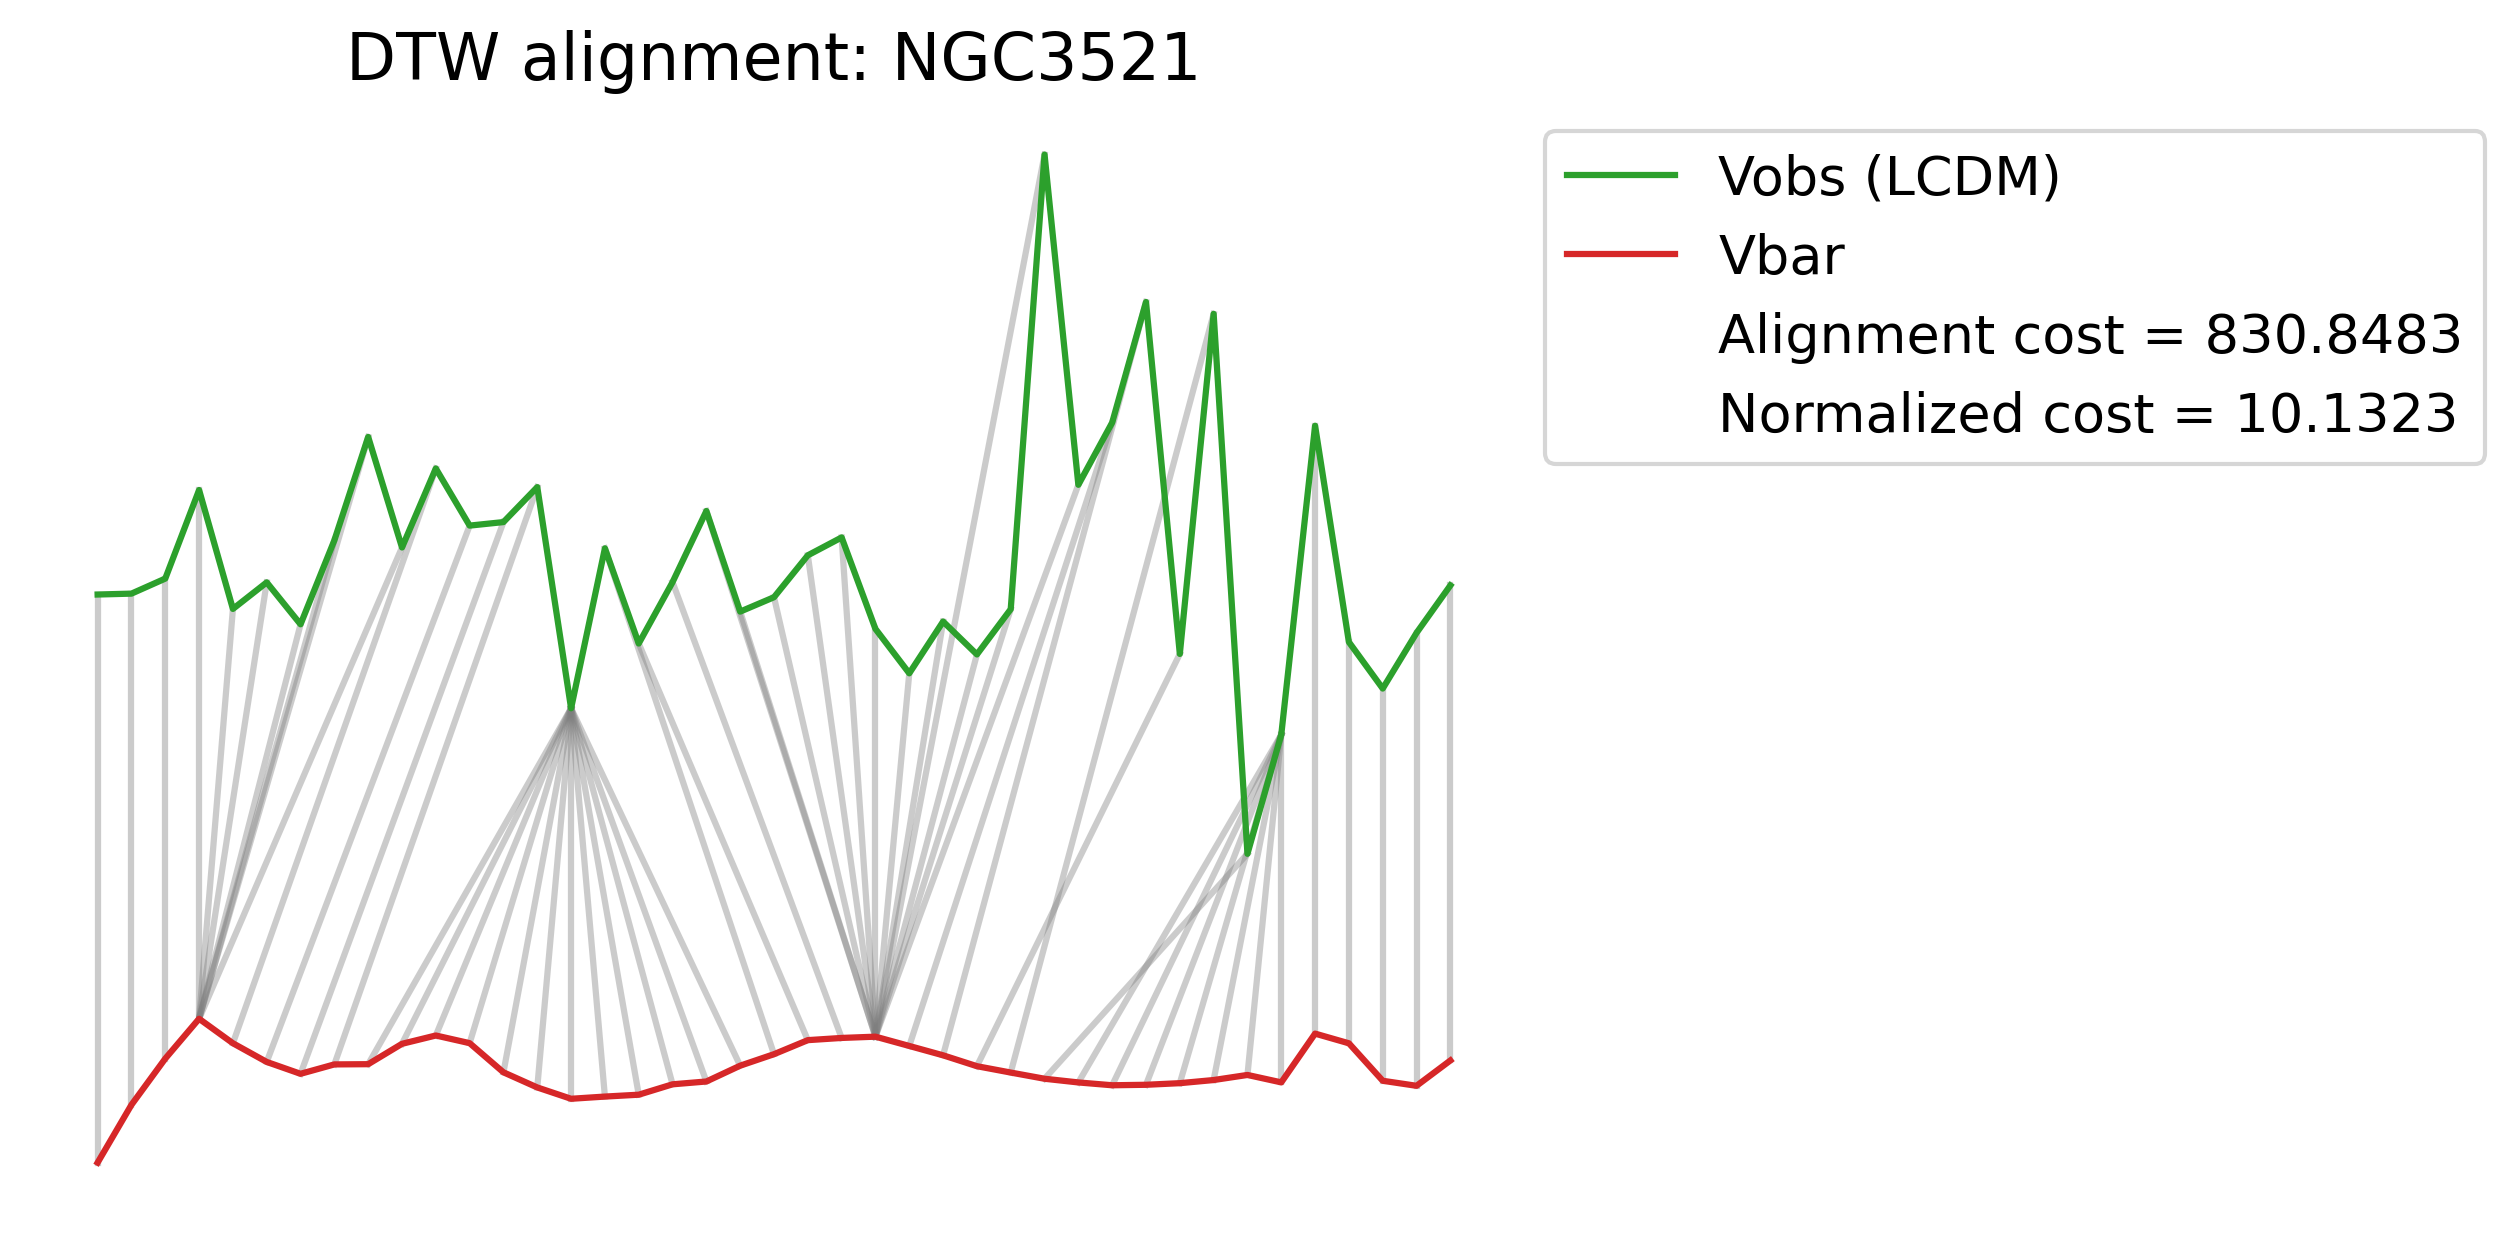 DTW alignment: NGC3521
Vobs (LCDM)
Vbar
Alignment cost = 830.8483
Normalized cost = 10.1323